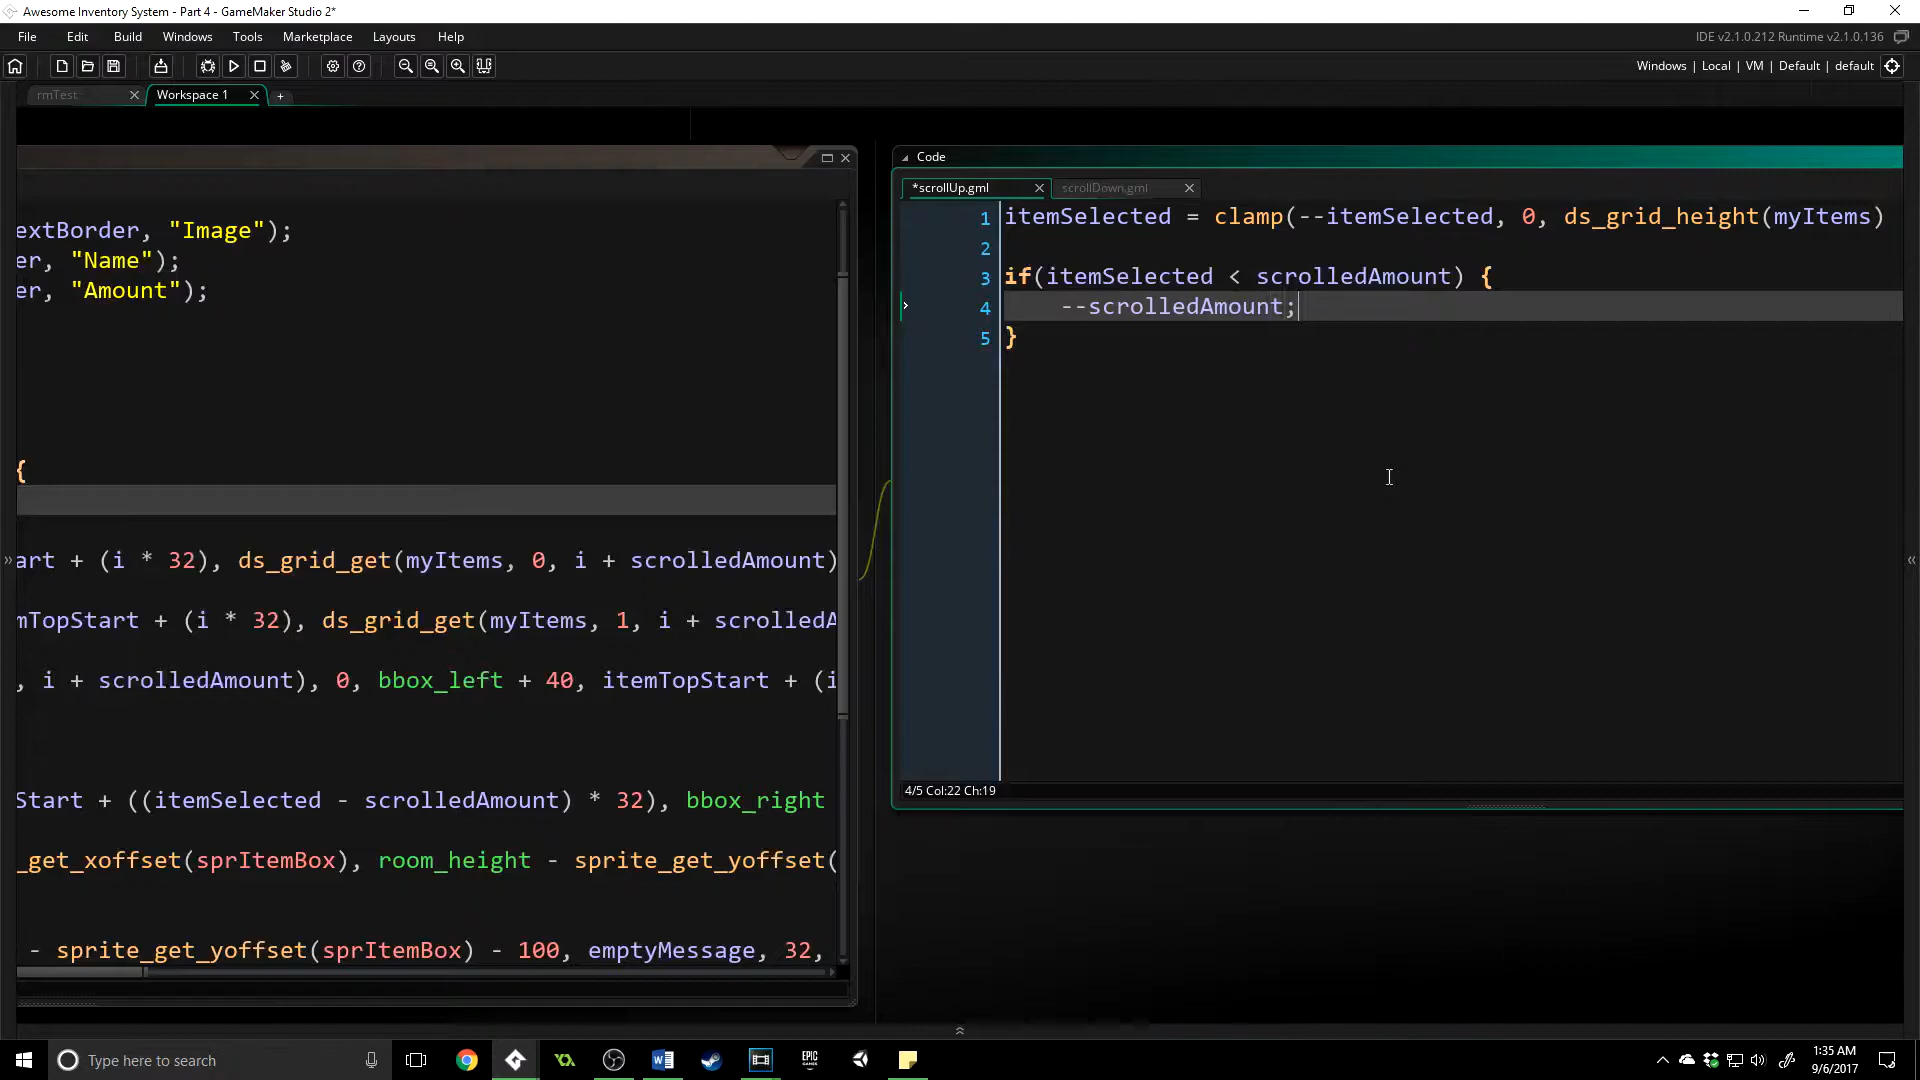 Awesome Inventory System - Part 4 - GameMaker Studio 2*
File Edit Build Windows Tools Marketplace Layouts Help
IDE v2.1.0.212 Runtime v2.1.0.136
Windows | Local | VM | Default | default
rmTest Workspace 1 +
Code
*scrollUp.gml scrollDown.gml
extBorder, "Image");
er, "Name");
er, "Amount");
{
art + (i * 32), ds_grid_get(myItems, 0, i + scrolledAmount)
mTopStart + (i * 32), ds_grid_get(myItems, 1, i + scrolledA
, i + scrolledAmount), 0, bbox_left + 40, itemTopStart + (i
Start + ((itemSelected - scrolledAmount) * 32), bbox_right
_get_xoffset(sprItemBox), room_height - sprite_get_yoffset(
- sprite_get_yoffset(sprItemBox) - 100, emptyMessage, 32,
1 itemSelected = clamp(--itemSelected, 0, ds_grid_height(myItems)
2
3 if(itemSelected < scrolledAmount) {
4 --scrolledAmount;
5 }
4/5 Col:22 Ch:19
Type here to search
EPIC GAMES
1:35 AM
9/6/2017